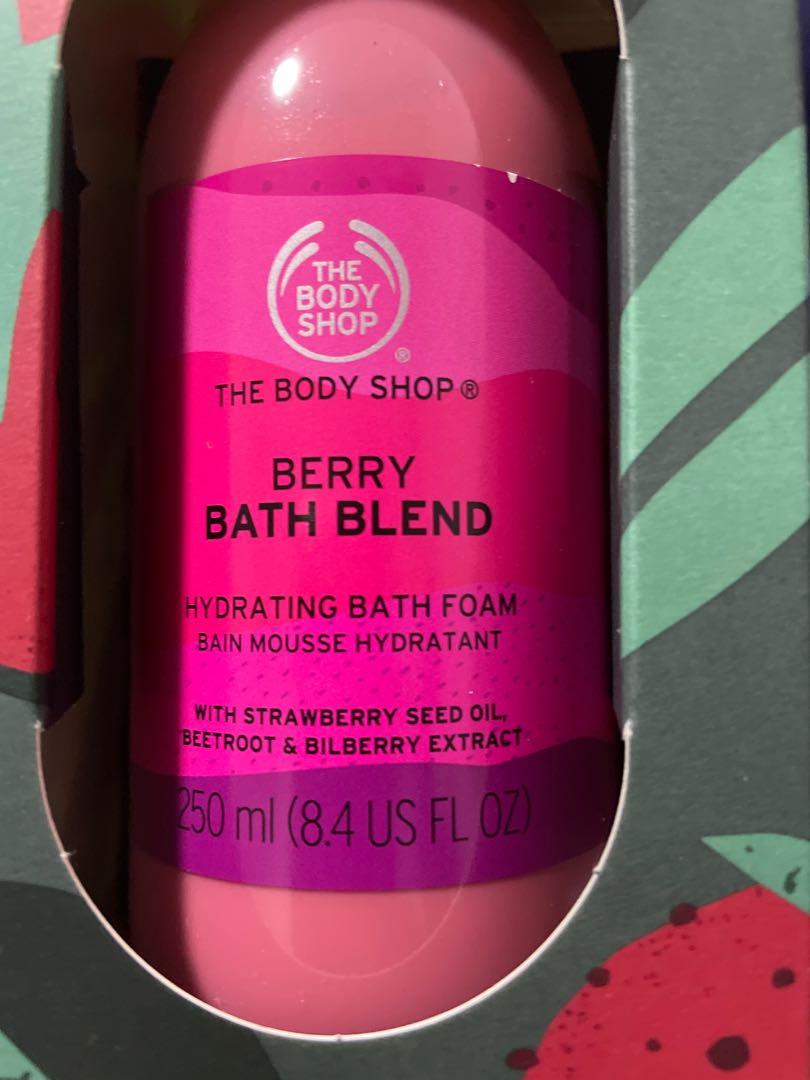 THE
BODY
SHOP
®
THE BODY SHOP ®
BERRY
BATH BLEND
HYDRATING BATH FOAM
BAIN MOUSSE HYDRATANT
WITH STRAWBERRY SEED OIL,
BEETROOT & BILBERRY EXTRACT
250 ml (8.4 US FL OZ)